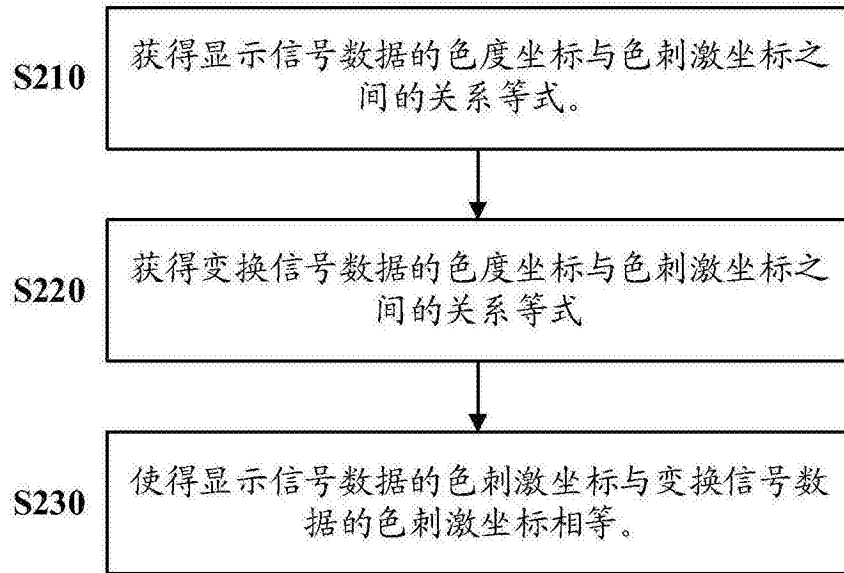 S210
获得显示信号数据的色度坐标与色刺激坐标之
间的关系等式。
S220
获得变换信号数据的色度坐标与色刺激坐标之
间的关系等式
S230
使得显示信号数据的色刺激坐标与变换信号数
据的色刺激坐标相等。